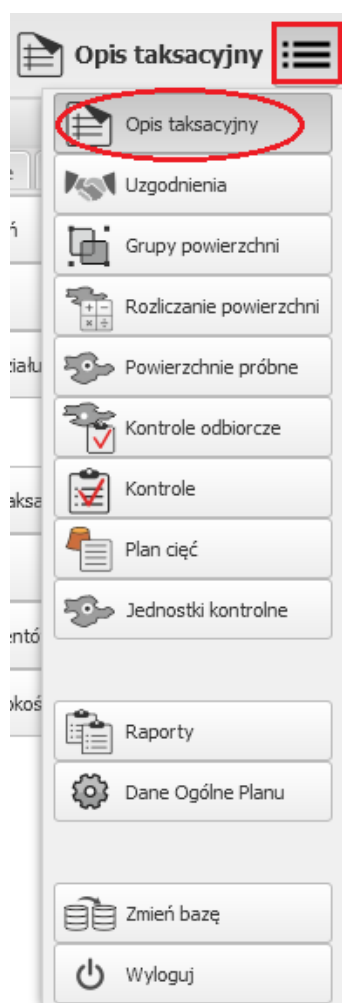 Opis taksacyjny
Opis taksacyjny
Uzgodnienia
Grupy powierzchni
Rozliczanie powierzchni
Powierzchnie próbne
Kontrole odbiorcze
Kontrole
Plan cięć
Jednostki kontrolne
Raporty
Dane Ogólne Planu
Zmień bazę
Wyloguj